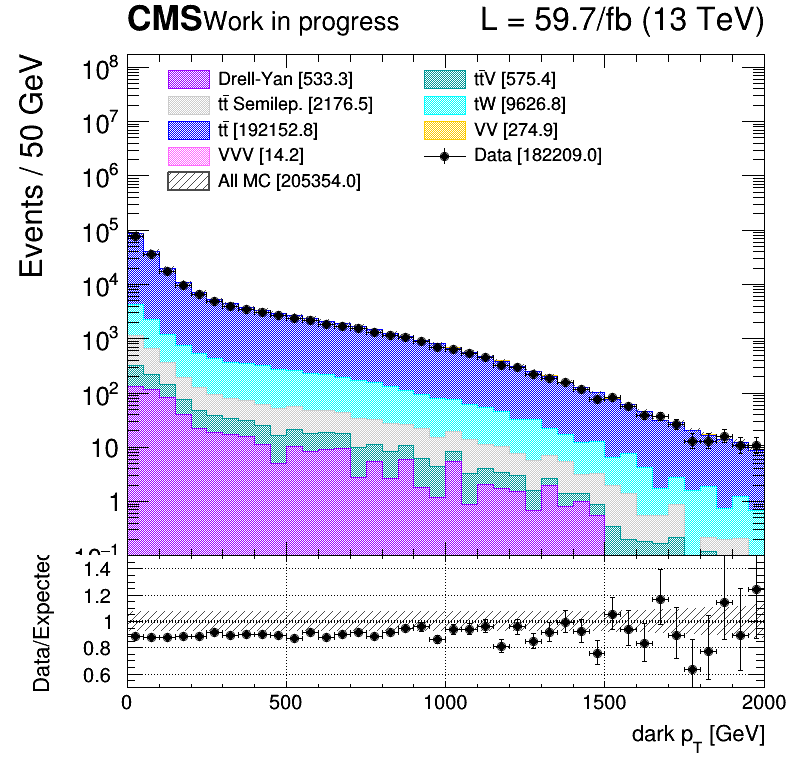 CMS Work in progress L = 59.7/fb (13 TeV)
Events / 50 GeV
Drell-Yan [533.3]
tt̄V [575.4]
tt̄ Semilep. [2176.5]
tW [9626.8]
tt̄ [192152.8]
VV [274.9]
VVV [14.2]
Data [182209.0]
All MC [205354.0]
10⁸
10⁷
10⁶
10⁵
10⁴
10³
10²
10
1
10⁻¹
Data/Expected
1.4
1.2
1
0.8
0.6
0 500 1000 1500 2000
dark p_T [GeV]